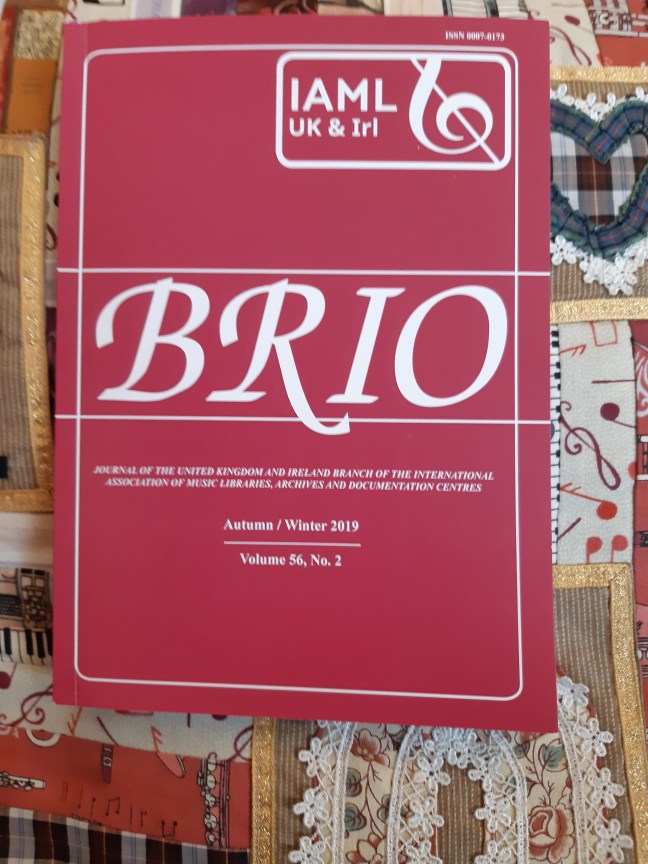 ISSN 0007-0173
IAML
UK & Irl
BRIO
JOURNAL OF THE UNITED KINGDOM AND IRELAND BRANCH OF THE INTERNATIONAL
ASSOCIATION OF MUSIC LIBRARIES, ARCHIVES AND DOCUMENTATION CENTRES
Autumn / Winter 2019
Volume 56, No. 2